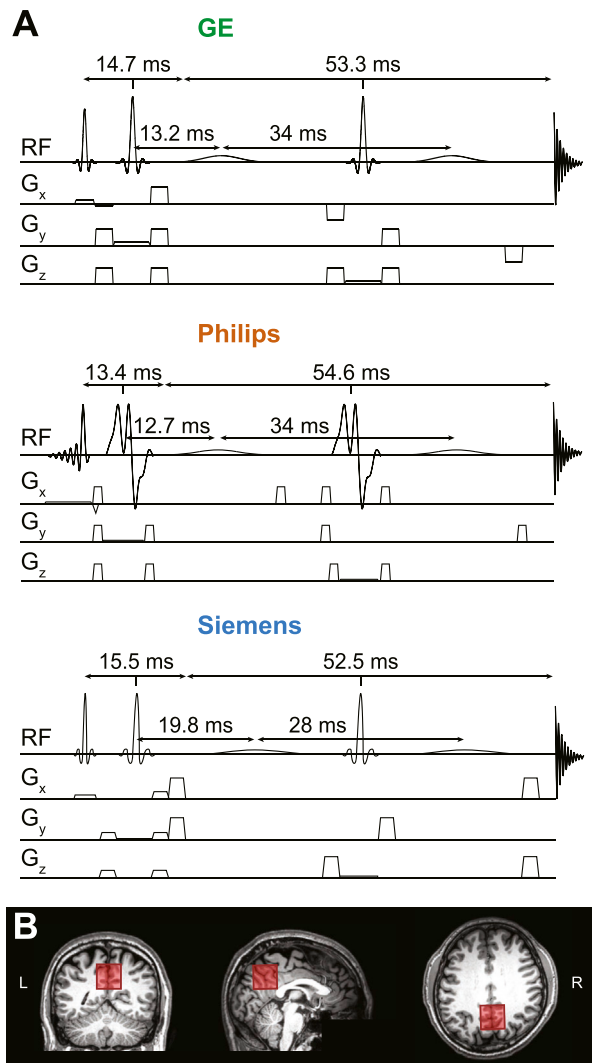 A
GE
14.7 ms 53.3 ms
13.2 ms 34 ms
RF
Gx
Gy
Gz
Philips
13.4 ms 54.6 ms
12.7 ms 34 ms
RF
Gx
Gy
Gz
Siemens
15.5 ms 52.5 ms
19.8 ms 28 ms
RF
Gx
Gy
Gz
B
L R